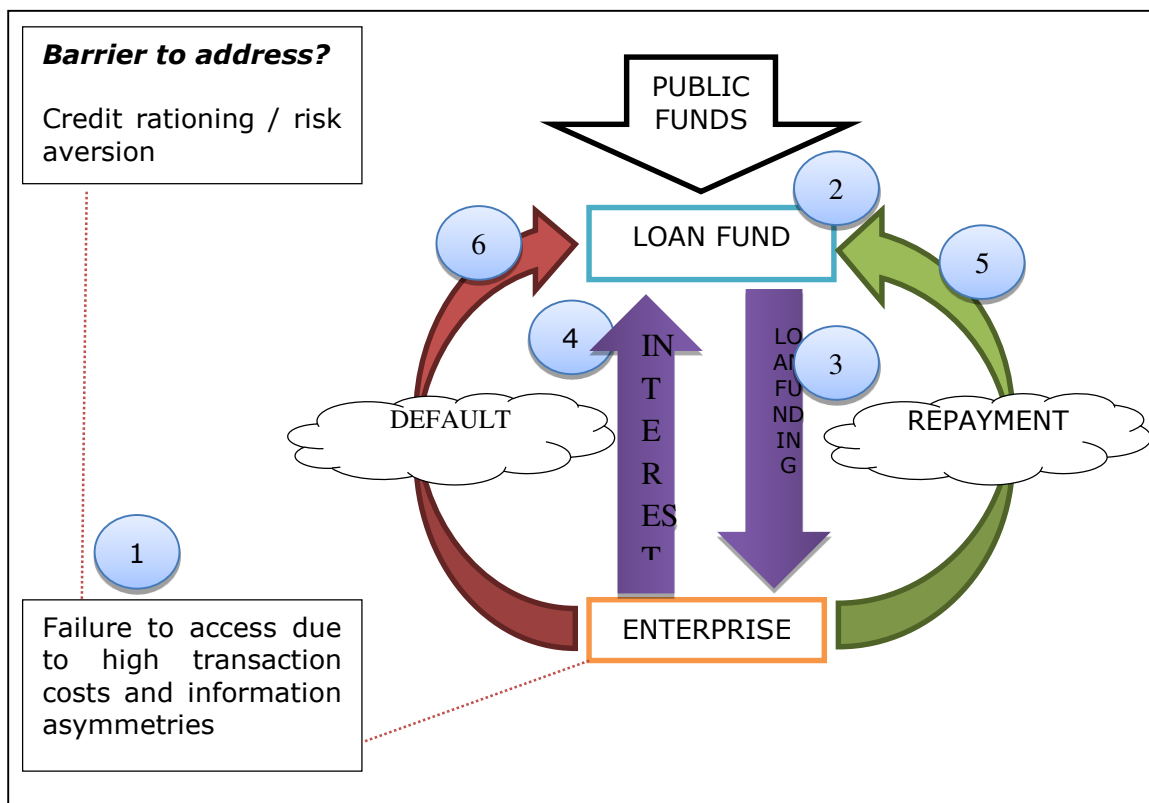 Barrier to address?
Credit rationing / risk
aversion
PUBLIC
FUNDS
2
LOAN FUND
6
5
4
IN
T
E
R
ES
T
LO
AN
FU
ND
IN
G
3
DEFAULT
REPAYMENT
1
Failure to access due
to high transaction
costs and information
asymmetries
ENTERPRISE